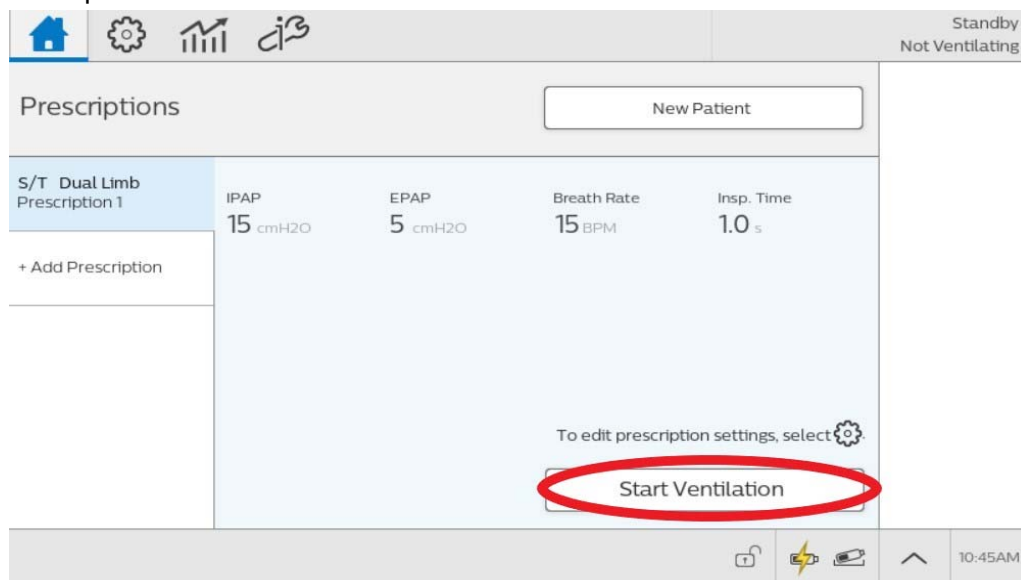 Standby
Not Ventilating
Prescriptions
New Patient
S/T Dual Limb
Prescription 1
+ Add Prescription
IPAP
15 cmH2O
EPAP
5 cmH2O
Breath Rate
15 BPM
Insp. Time
1.0 s
To edit prescription settings, select
Start Ventilation
10:45AM